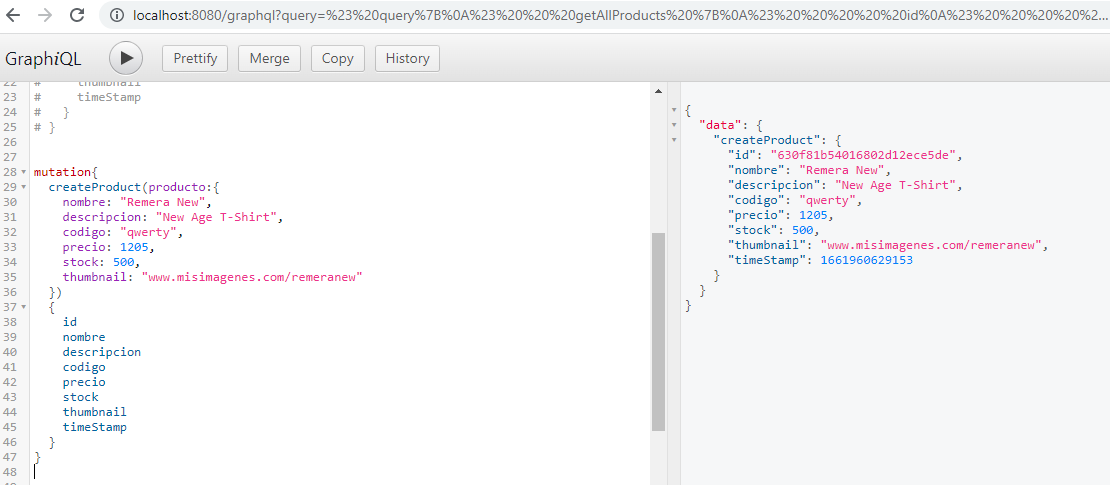 localhost:8080/graphql?query=%23%20query%7B%0A%23%20%20%20getAllProducts%20%7B%0A%23%20%20%20%20%20id%0A%23%20%20%20%20%2...
GraphiQL Prettify Merge Copy History
22 # thumbnail
23 # timeStamp
24 # }
25 # }
26
27
28 mutation{
29 createProduct(producto:{
30 nombre: "Remera New",
31 descripcion: "New Age T-Shirt",
32 codigo: "qwerty",
33 precio: 1205,
34 stock: 500,
35 thumbnail: "www.misimagenes.com/remeranew"
36 })
37 {
38 id
39 nombre
40 descripcion
41 codigo
42 precio
43 stock
44 thumbnail
45 timeStamp
46 }
47 }
48
{
"data": {
"createProduct": {
"id": "630f81b54016802d12ece5de",
"nombre": "Remera New",
"descripcion": "New Age T-Shirt",
"codigo": "qwerty",
"precio": 1205,
"stock": 500,
"thumbnail": "www.misimagenes.com/remeranew",
"timeStamp": 1661960629153
}
}
}